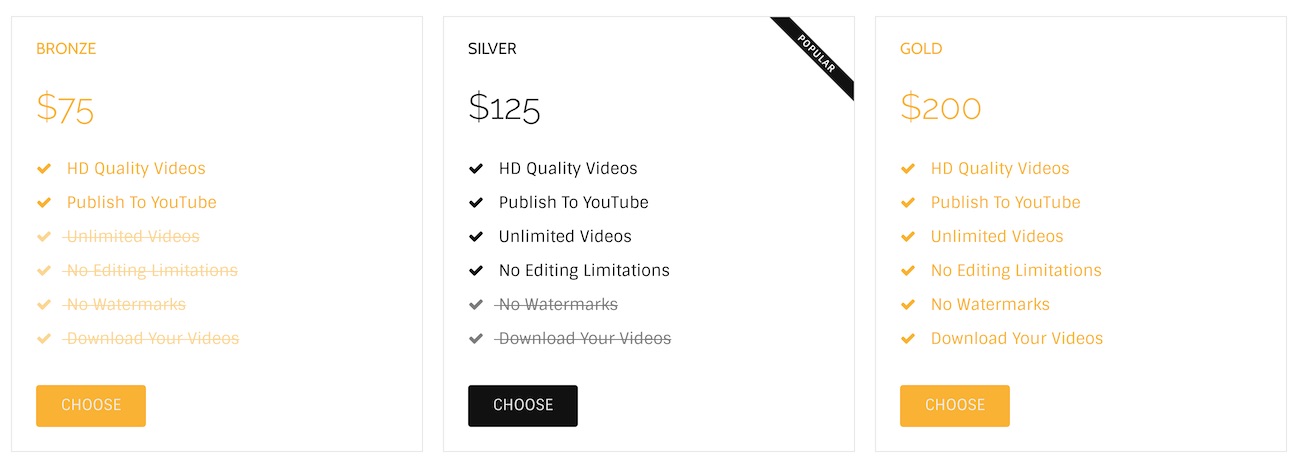 BRONZE
$75
HD Quality Videos
Publish To YouTube
Unlimited Videos
No Editing Limitations
No Watermarks
Download Your Videos
CHOOSE
SILVER
POPULAR
$125
HD Quality Videos
Publish To YouTube
Unlimited Videos
No Editing Limitations
No Watermarks
Download Your Videos
CHOOSE
GOLD
$200
HD Quality Videos
Publish To YouTube
Unlimited Videos
No Editing Limitations
No Watermarks
Download Your Videos
CHOOSE